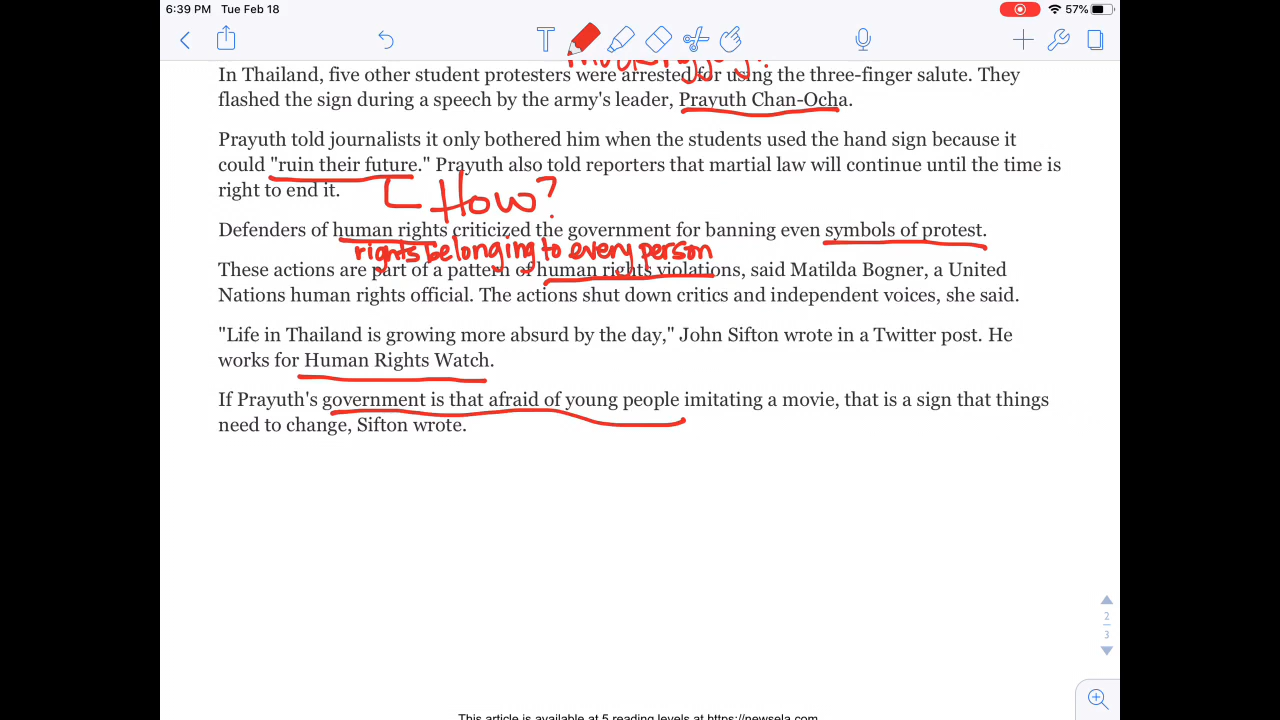 6:39 PM Tue Feb 18
57%
T
In Thailand, five other student protesters were arrested for using the three-finger salute. They
flashed the sign during a speech by the army's leader, Prayuth Chan-Ocha.
Prayuth told journalists it only bothered him when the students used the hand sign because it
could "ruin their future." Prayuth also told reporters that martial law will continue until the time is
right to end it.
How?
Defenders of human rights criticized the government for banning even symbols of protest.
rights belonging to every person
These actions are part of a pattern of human rights violations, said Matilda Bogner, a United
Nations human rights official. The actions shut down critics and independent voices, she said.
"Life in Thailand is growing more absurd by the day," John Sifton wrote in a Twitter post. He
works for Human Rights Watch.
If Prayuth's government is that afraid of young people imitating a movie, that is a sign that things
need to change, Sifton wrote.
2
3
This article is available at 5 reading levels at https://newsela.com